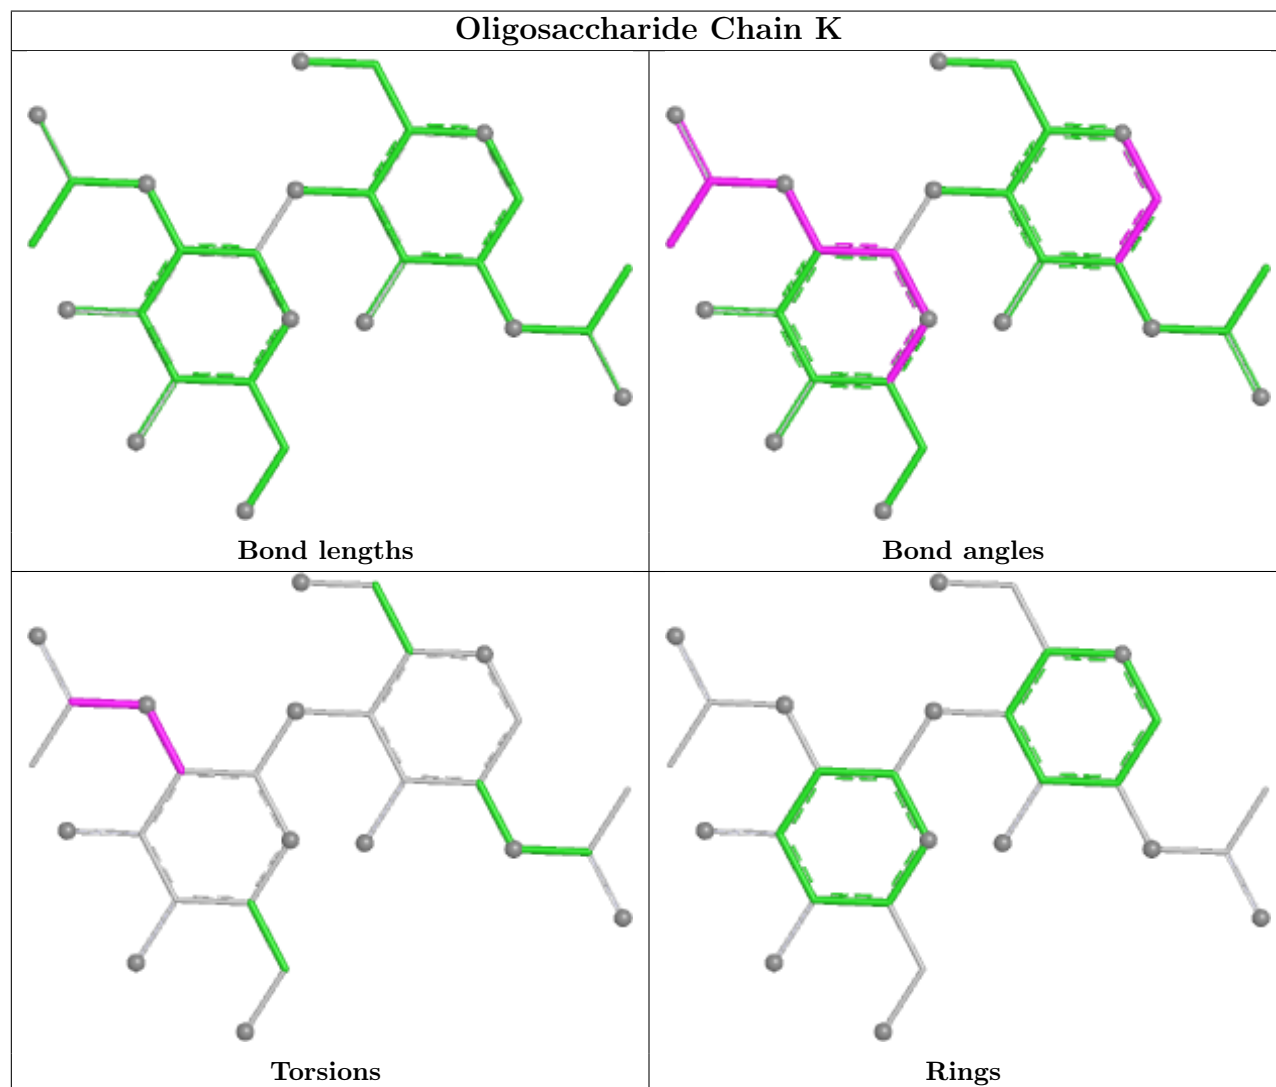 Oligosaccharide Chain K
Bond lengths
Bond angles
Torsions
Rings